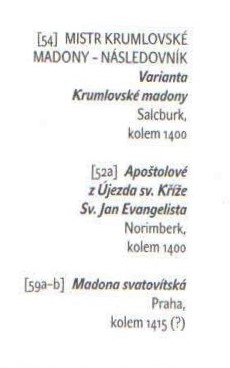 [54] MISTR KRUMLOVSKÉ
MADONY – NÁSLEDOVNÍK
Varianta
Krumlovské madony
Salcburk,
kolem 1400
[52a] Apoštolové
z Újezda sv. Kříže
Sv. Jan Evangelista
Norimberk,
kolem 1400
[59a–b] Madona svatovítská
Praha,
kolem 1415 (?)